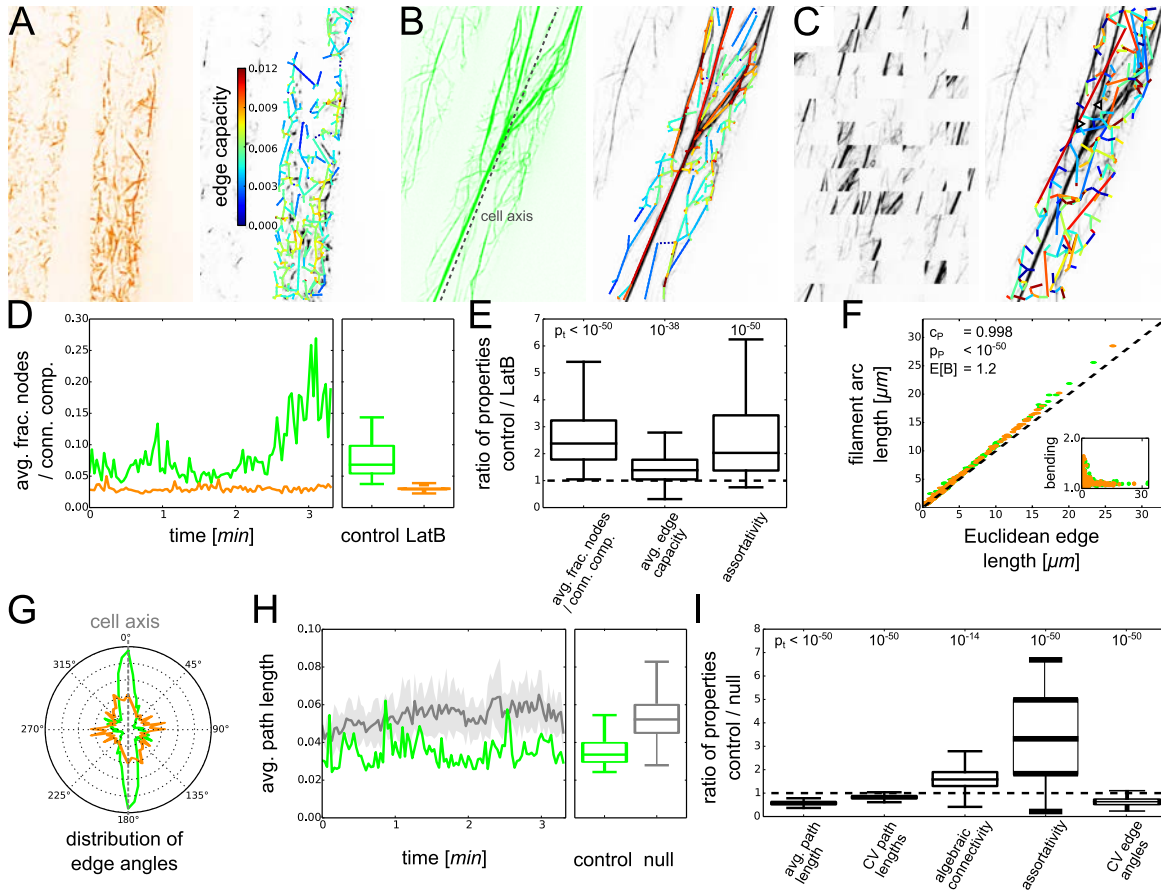 A
B
C
edge capacity
0.012
0.009
0.006
0.003
0.000
cell axis
D
avg. frac. nodes
/ conn. comp.
0.30
0.25
0.20
0.15
0.10
0.05
0.00
0 1 2 3
time [min]
control LatB
E
ratio of properties
control / LatB
7
6
5
4
3
2
1
0
pt < 10-50 10-38 10-50
avg. frac. nodes
/ conn. comp.
avg. edge
capacity
assortativity
F
filament arc
length [μm]
30
25
20
15
10
5
0
cP = 0.998
pP < 10-50
E[B] = 1.2
bending
2.0
1.0
0 30
0 5 10 15 20 25 30
Euclidean edge
length [μm]
G
cell axis
0°
45°
90°
135°
180°
225°
270°
315°
distribution of
edge angles
H
avg. path length
0.10
0.08
0.06
0.04
0.02
0.00
0 1 2 3
time [min]
control null
I
ratio of properties
control / null
8
7
6
5
4
3
2
1
0
pt < 10-50 10-50 10-14 10-50 10-50
avg. path
length
CV path
lengths
algebraic
connectivity
assortativity
CV edge
angles